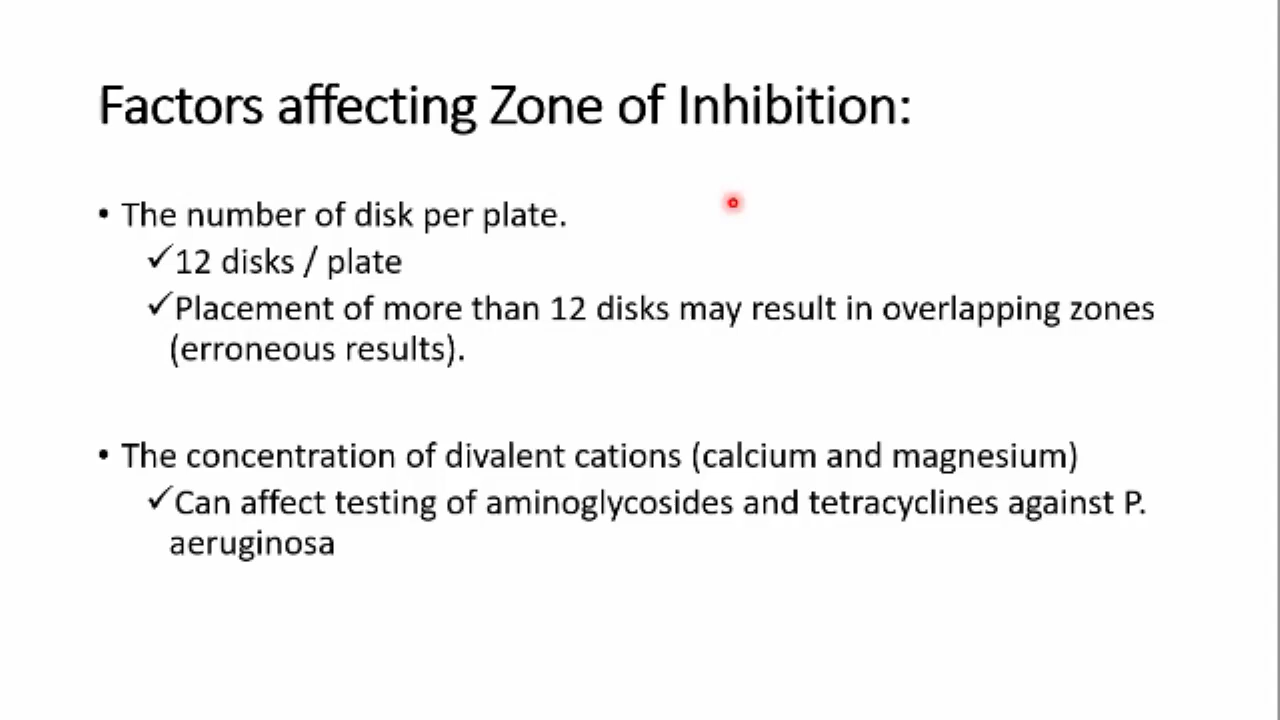 Factors affecting Zone of Inhibition:
• The number of disk per plate.
✓12 disks / plate
✓Placement of more than 12 disks may result in overlapping zones
(erroneous results).
• The concentration of divalent cations (calcium and magnesium)
✓Can affect testing of aminoglycosides and tetracyclines against P.
aeruginosa